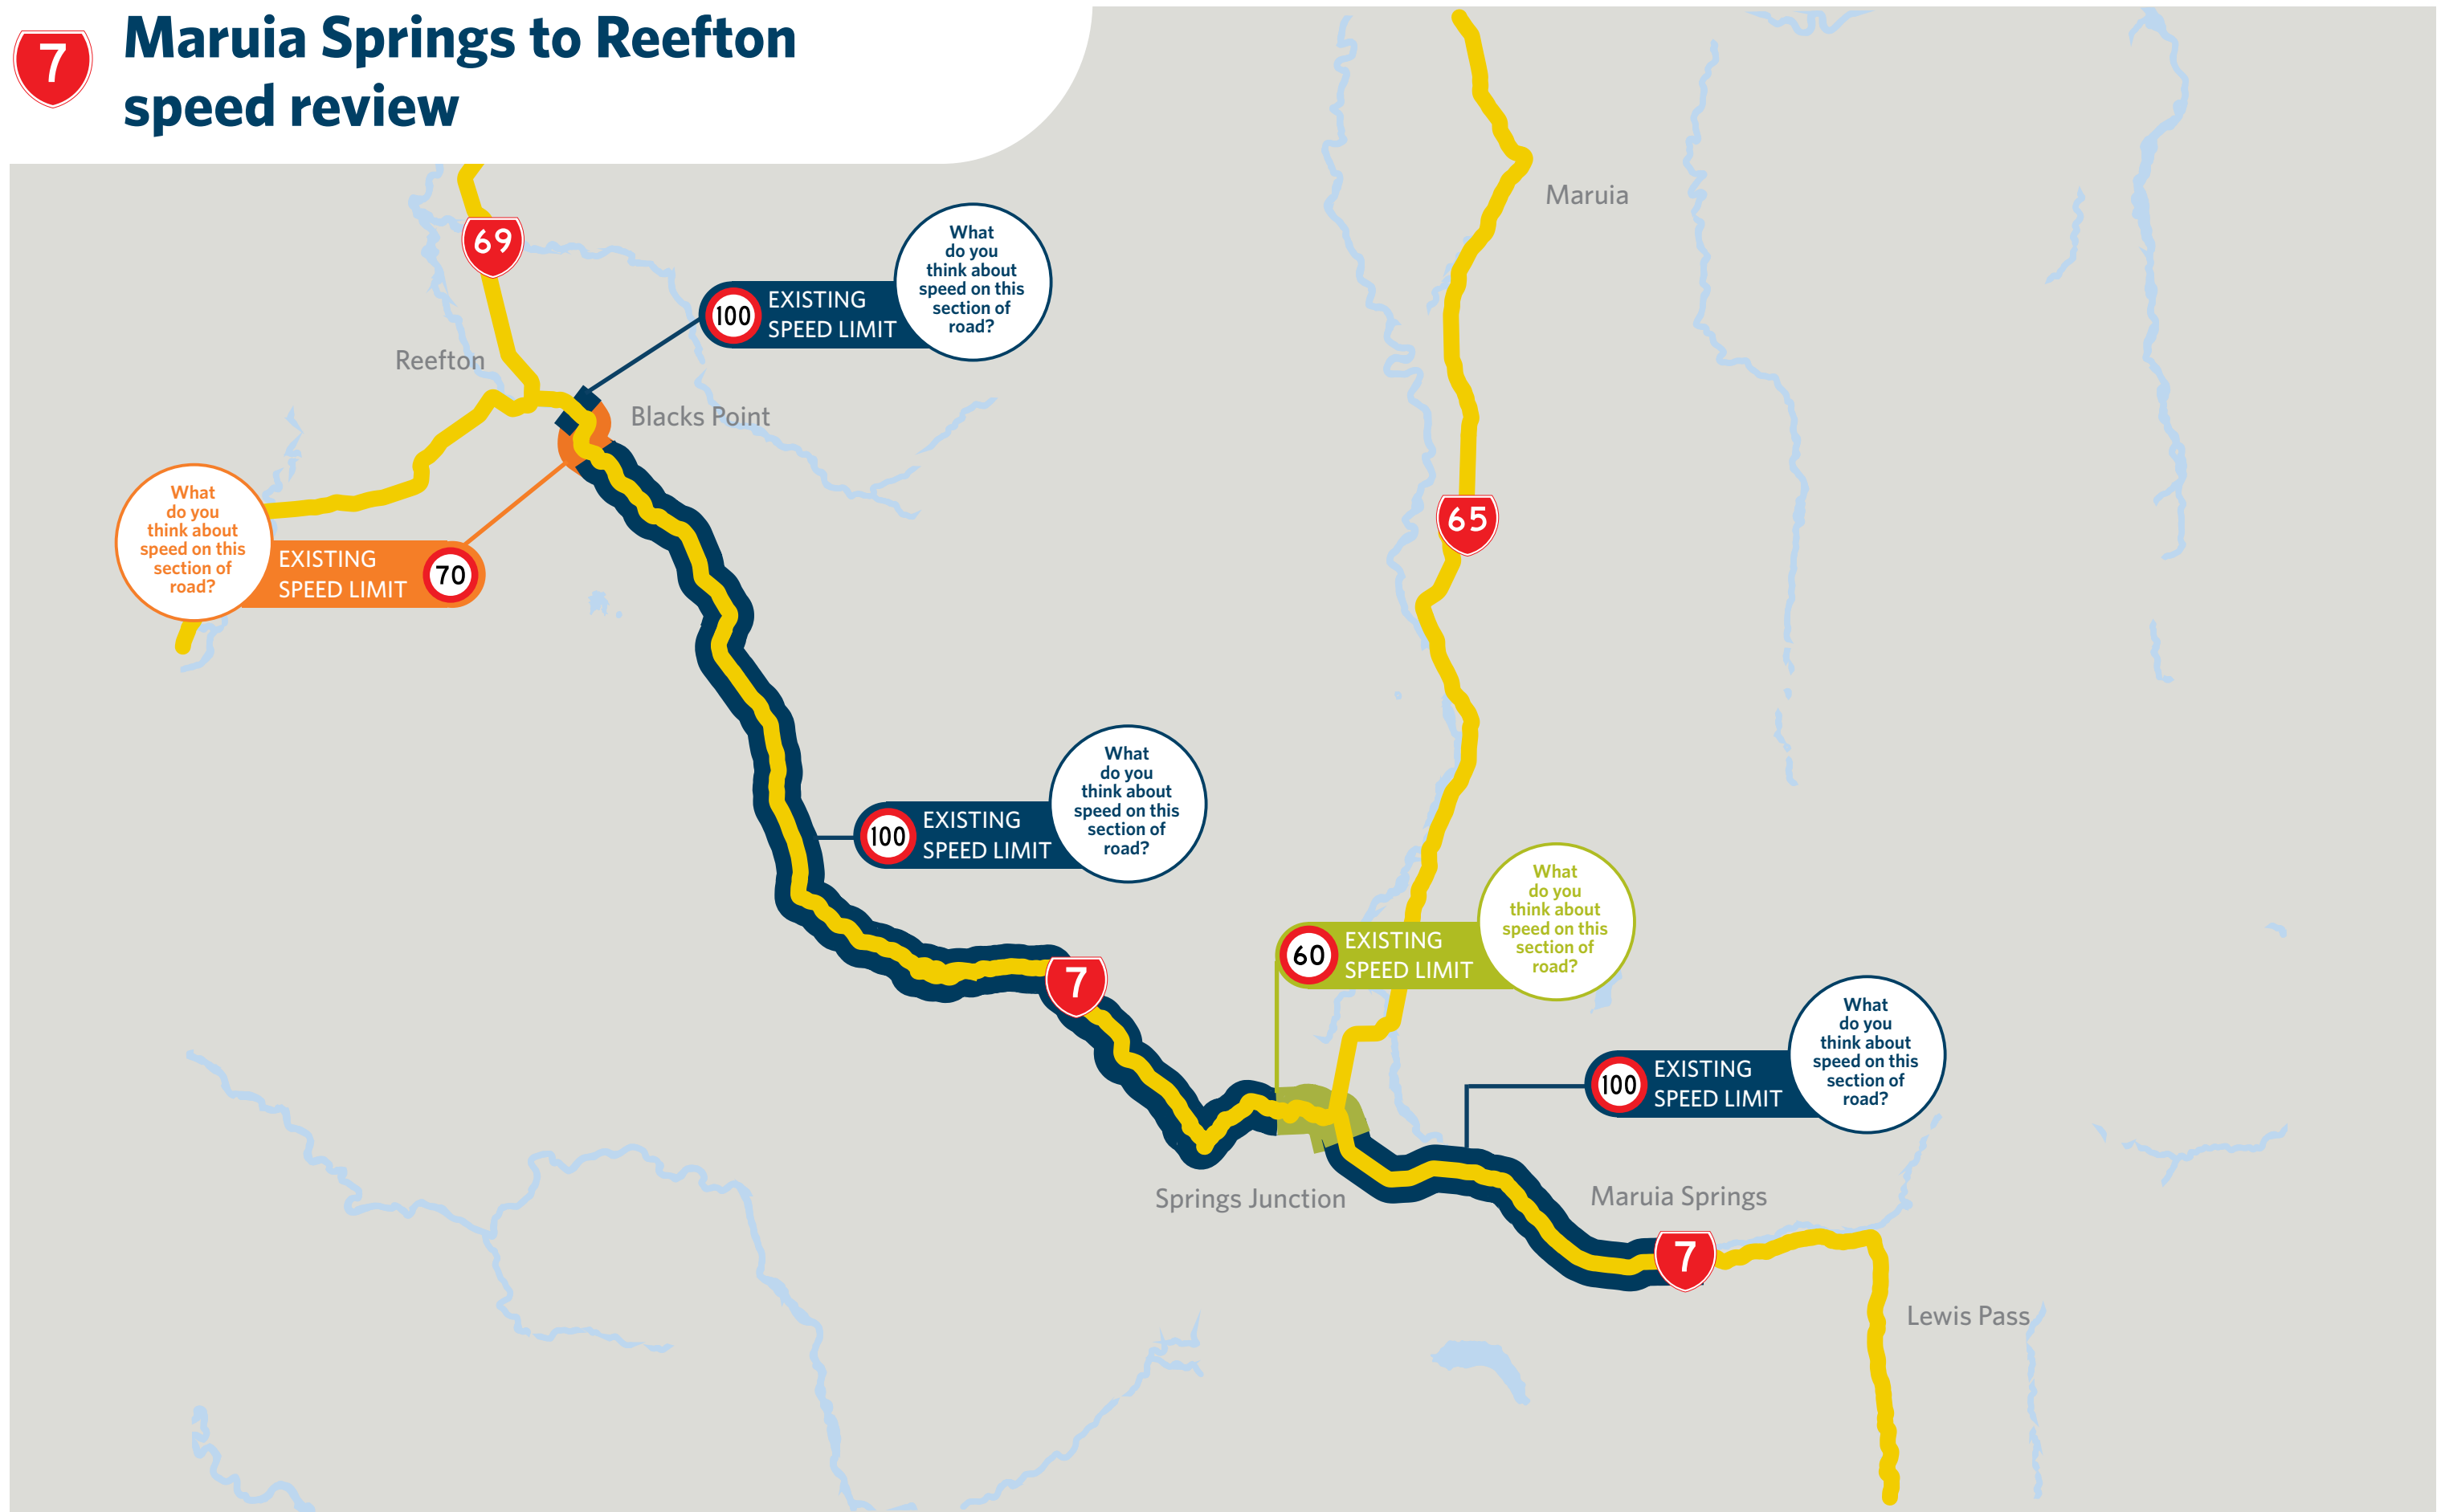 7
Maruia Springs to Reefton
speed review
Maruia
69
What
do you
think about
speed on this
section of
road?
100
EXISTING
SPEED LIMIT
Reefton
Blacks Point
What
do you
think about
speed on this
section of
road?
EXISTING
SPEED LIMIT
70
65
100
EXISTING
SPEED LIMIT
What
do you
think about
speed on this
section of
road?
60
EXISTING
SPEED LIMIT
What
do you
think about
speed on this
section of
road?
7
100
EXISTING
SPEED LIMIT
What
do you
think about
speed on this
section of
road?
Springs Junction
Maruia Springs
7
Lewis Pass